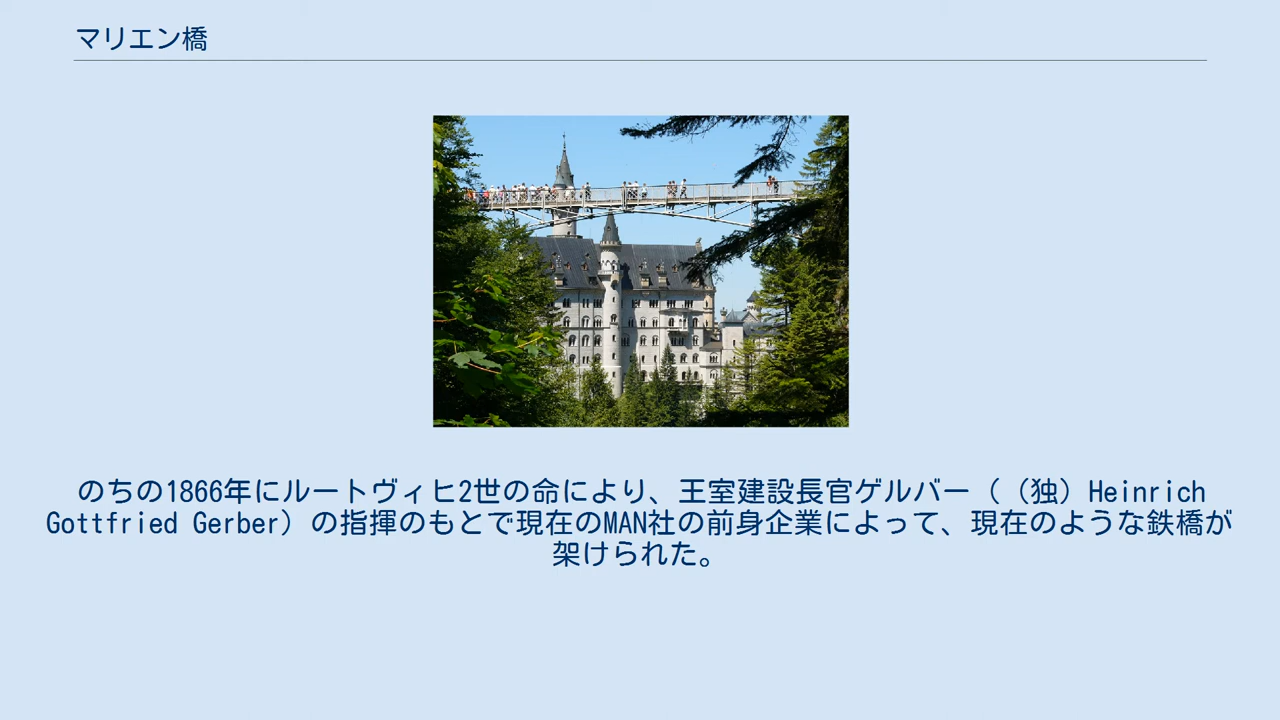 マリエン橋
のちの1866年にルートヴィヒ2世の命により、王室建設長官ゲルバー（（独）Heinrich
Gottfried Gerber）の指揮のもとで現在のMAN社の前身企業によって、現在のような鉄橋が
架けられた。